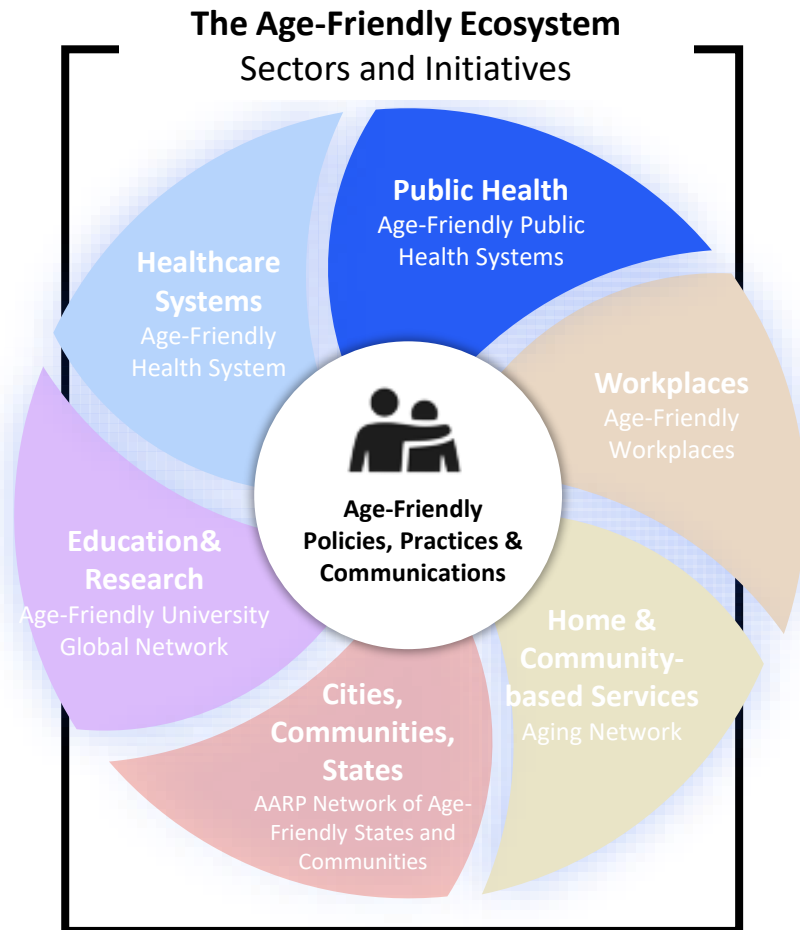 The Age-Friendly Ecosystem
Sectors and Initiatives
Public Health
Age-Friendly Public
Health Systems
Healthcare
Systems
Age-Friendly
Health System
Workplaces
Age-Friendly
Workplaces
Age-Friendly
Policies, Practices &
Communications
Education&
Research
Age-Friendly University
Global Network
Home &
Community-
based Services
Aging Network
Cities,
Communities,
States
AARP Network of Age-
Friendly States and
Communities